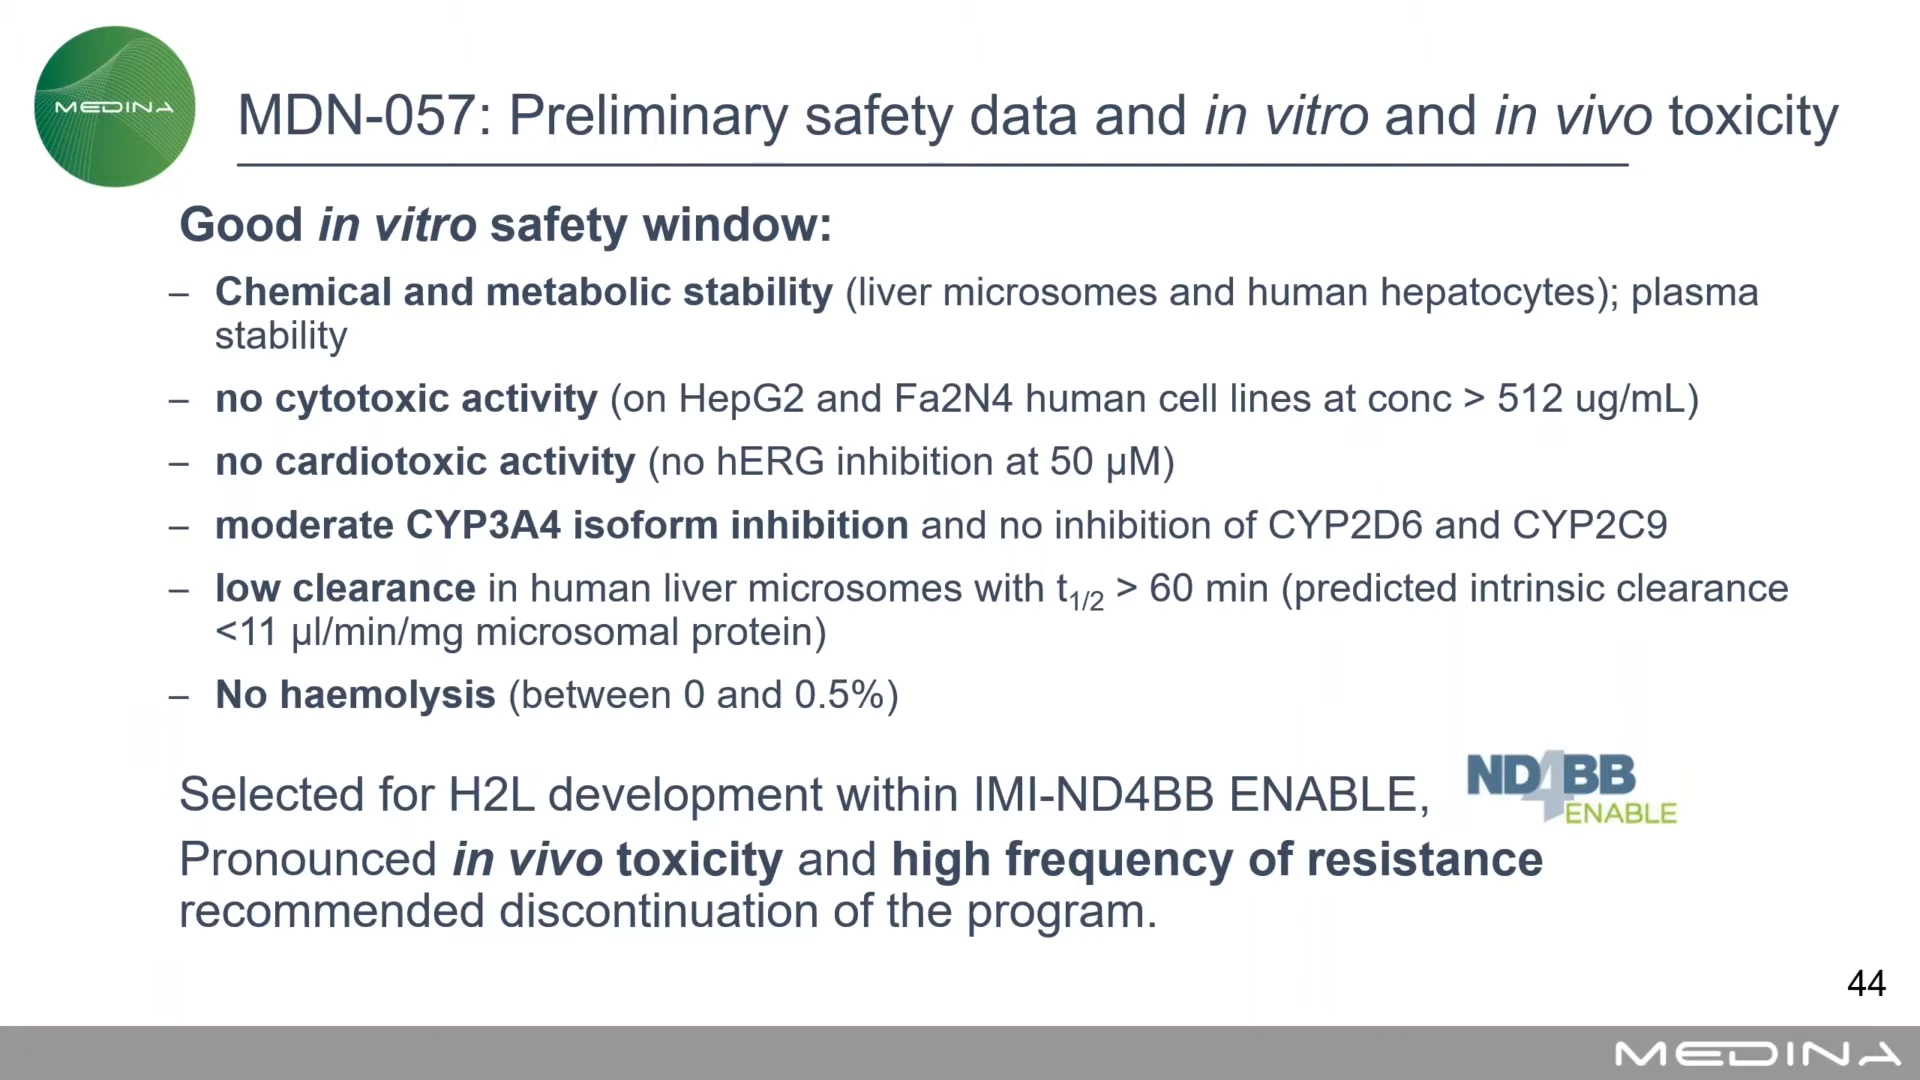 MEDINA
MDN-057: Preliminary safety data and in vitro and in vivo toxicity
Good in vitro safety window:
– Chemical and metabolic stability (liver microsomes and human hepatocytes); plasma
stability
– no cytotoxic activity (on HepG2 and Fa2N4 human cell lines at conc > 512 ug/mL)
– no cardiotoxic activity (no hERG inhibition at 50 µM)
– moderate CYP3A4 isoform inhibition and no inhibition of CYP2D6 and CYP2C9
– low clearance in human liver microsomes with t1/2 > 60 min (predicted intrinsic clearance
<11 µl/min/mg microsomal protein)
– No haemolysis (between 0 and 0.5%)
Selected for H2L development within IMI-ND4BB ENABLE,
ND4BB
ENABLE
Pronounced in vivo toxicity and high frequency of resistance
recommended discontinuation of the program.
44
MEDINA